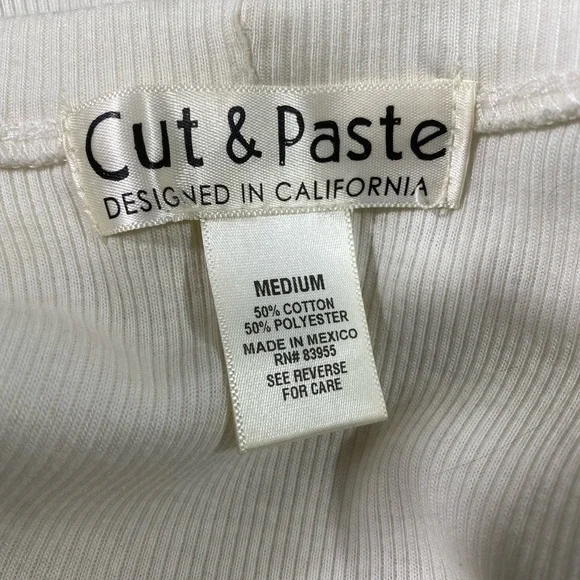 Cut & Paste
DESIGNED IN CALIFORNIA
MEDIUM
50% COTTON
50% POLYESTER
MADE IN MEXICO
RN# 83955
SEE REVERSE
FOR CARE